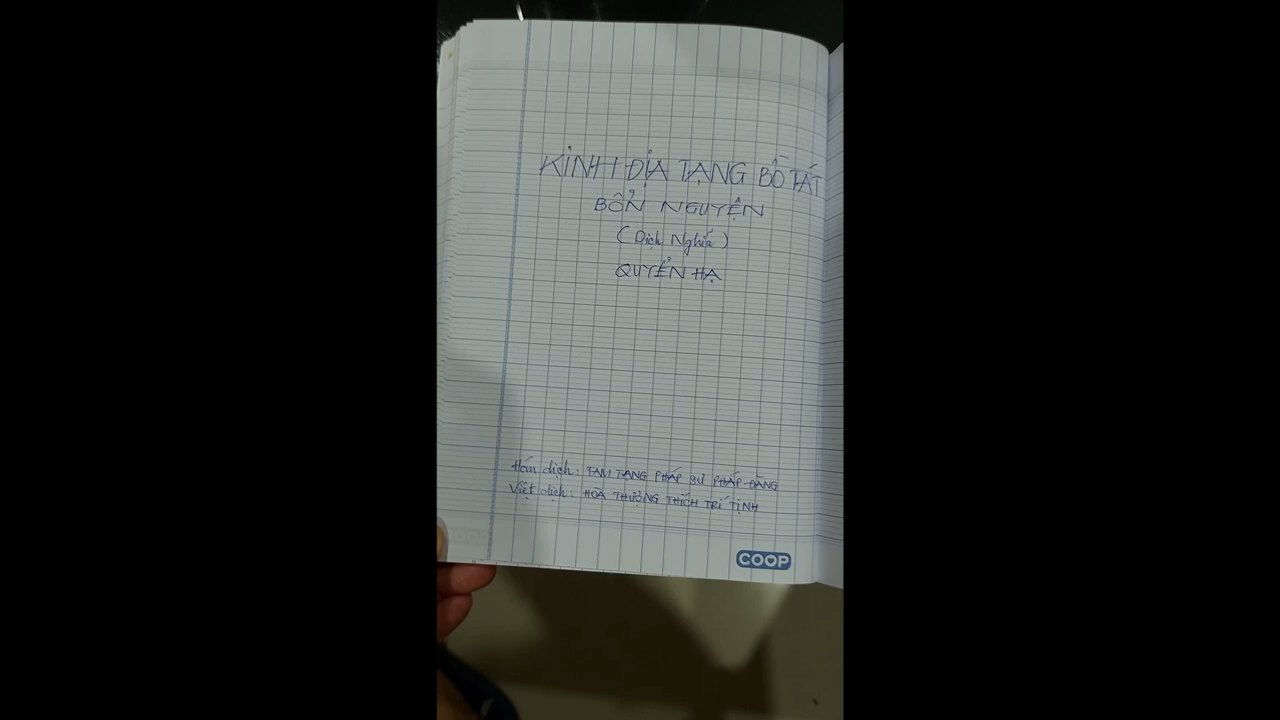 KINH ĐỊA TẠNG BỒ TÁT
BỔN NGUYỆN
(Dịch Nghĩa)
QUYỂN HẠ
Hán dịch: TAM TẠNG PHÁP SƯ PHÁP ĐĂNG
Việt dịch: HOÀ THƯỢNG THÍCH TRÍ TỊNH
COOP